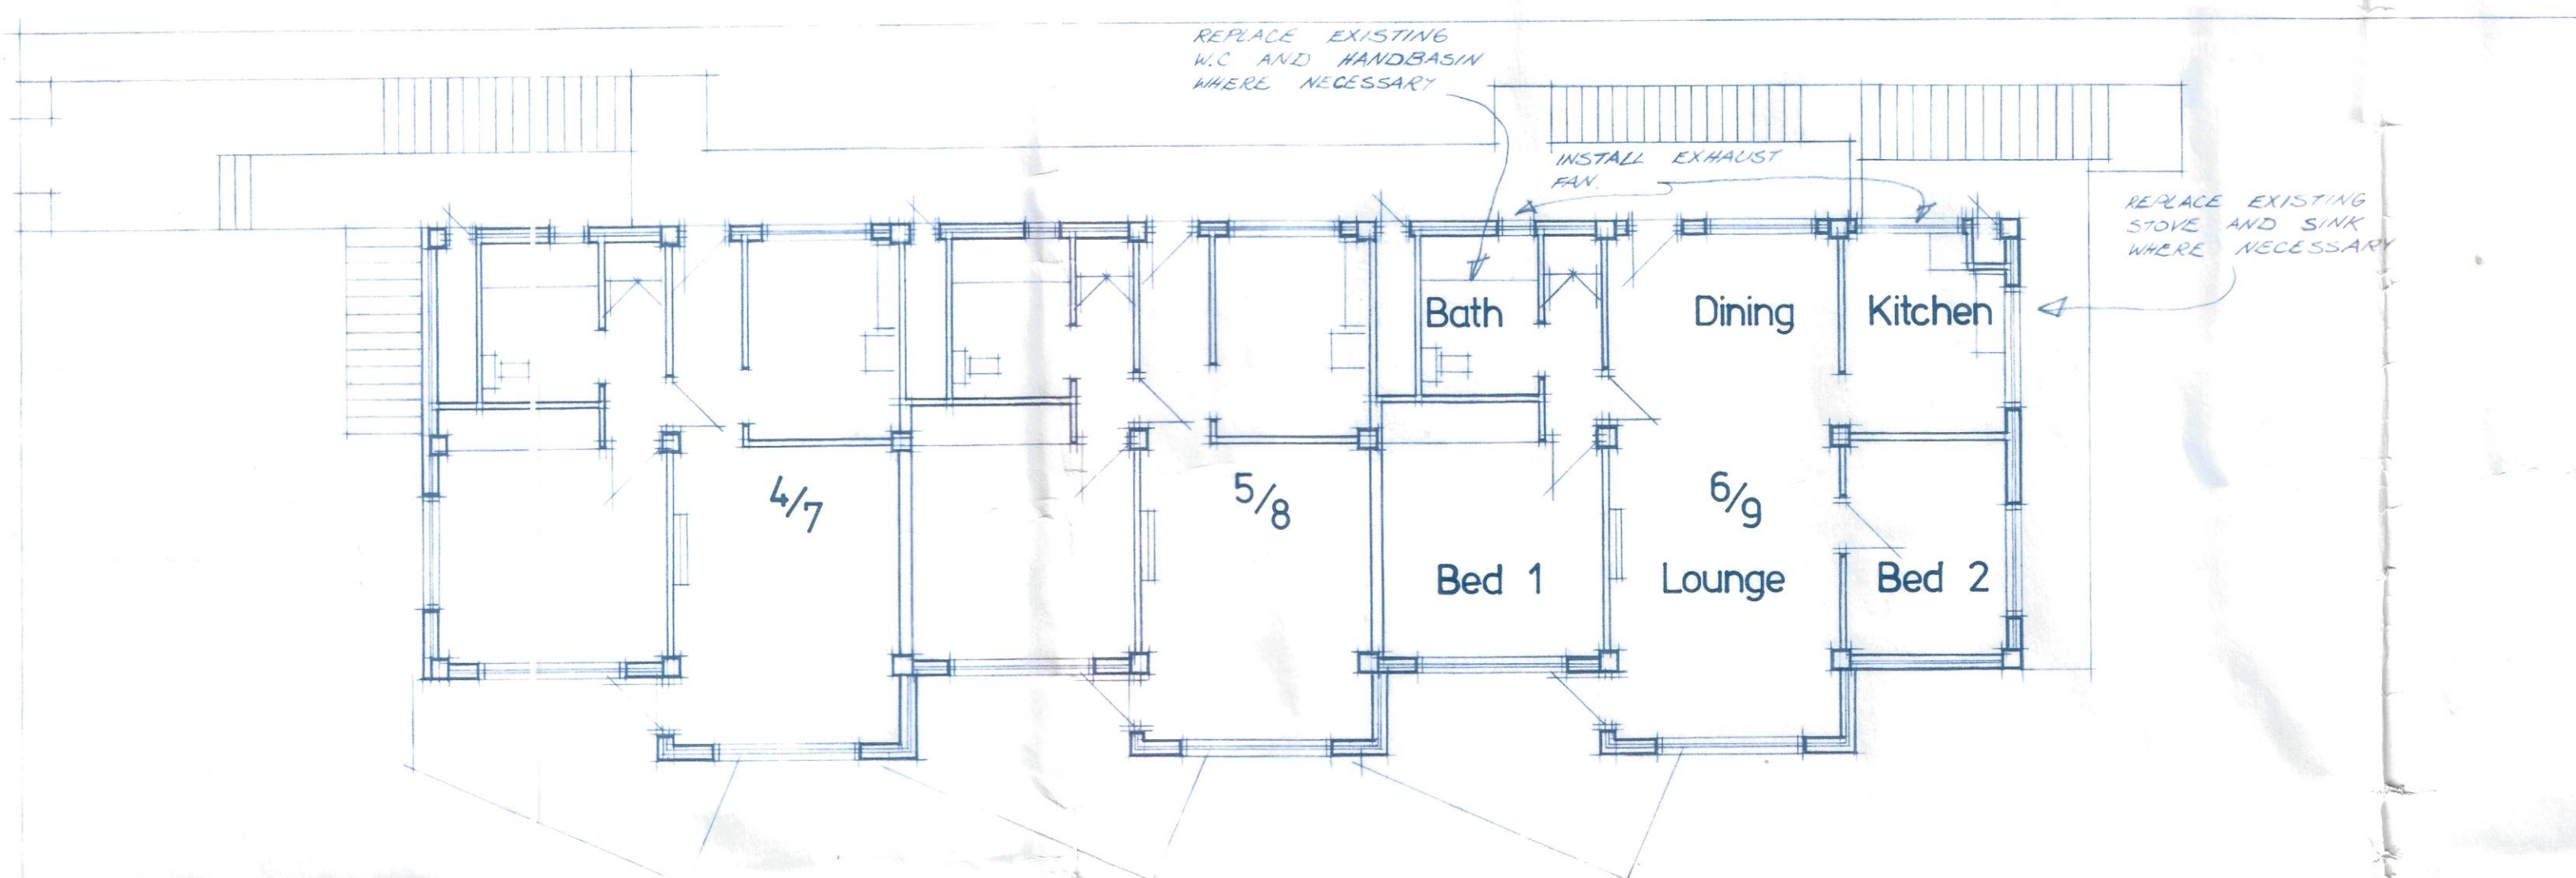 REPLACE EXISTING
W.C AND HANDBASIN
WHERE NECESSARY
INSTALL EXHAUST
FAN.
REPLACE EXISTING
STOVE AND SINK
WHERE NECESSARY
Bath
Dining
Kitchen
4/7
5/8
6/9
Bed 1
Lounge
Bed 2